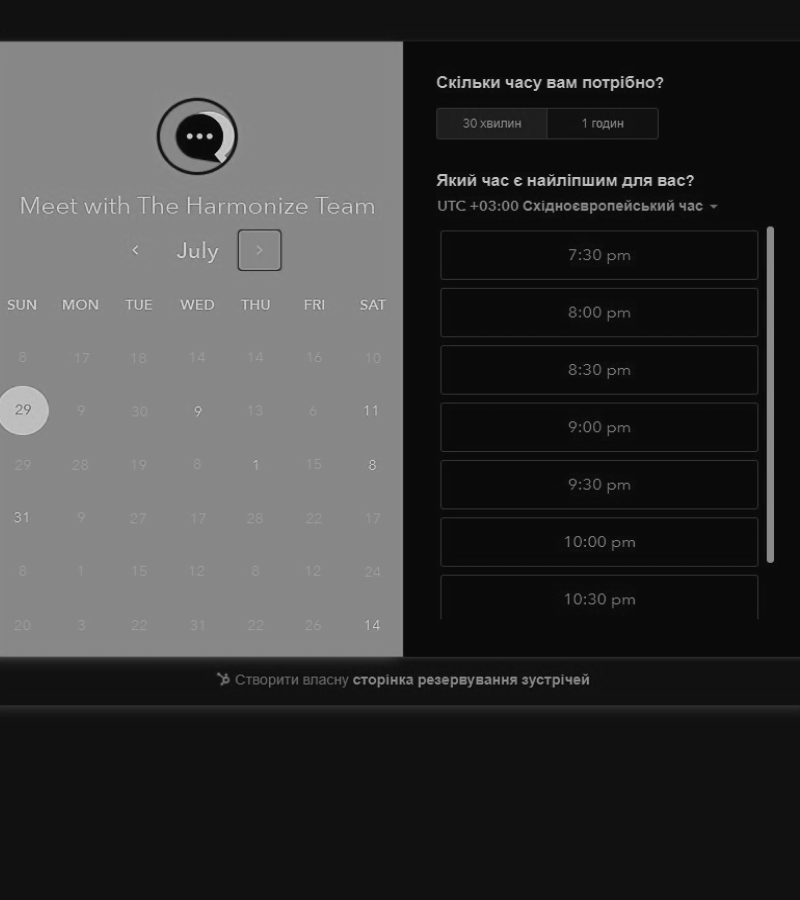 Meet with The Harmonize Team
July
SUN MON TUE WED THU FRI SAT
8 17 18 14 14 16 10
29 9 30 9 13 6 11
29 28 19 8 1 15 8
31 9 27 17 28 22 17
8 1 15 12 8 12 24
20 3 22 31 22 26 14
Скільки часу вам потрібно?
30 хвилин 1 годин
Який час є найліпшим для вас?
UTC +03:00 Східноєвропейський час
7:30 pm
8:00 pm
8:30 pm
9:00 pm
9:30 pm
10:00 pm
10:30 pm
Створити власну сторінка резервування зустрічей